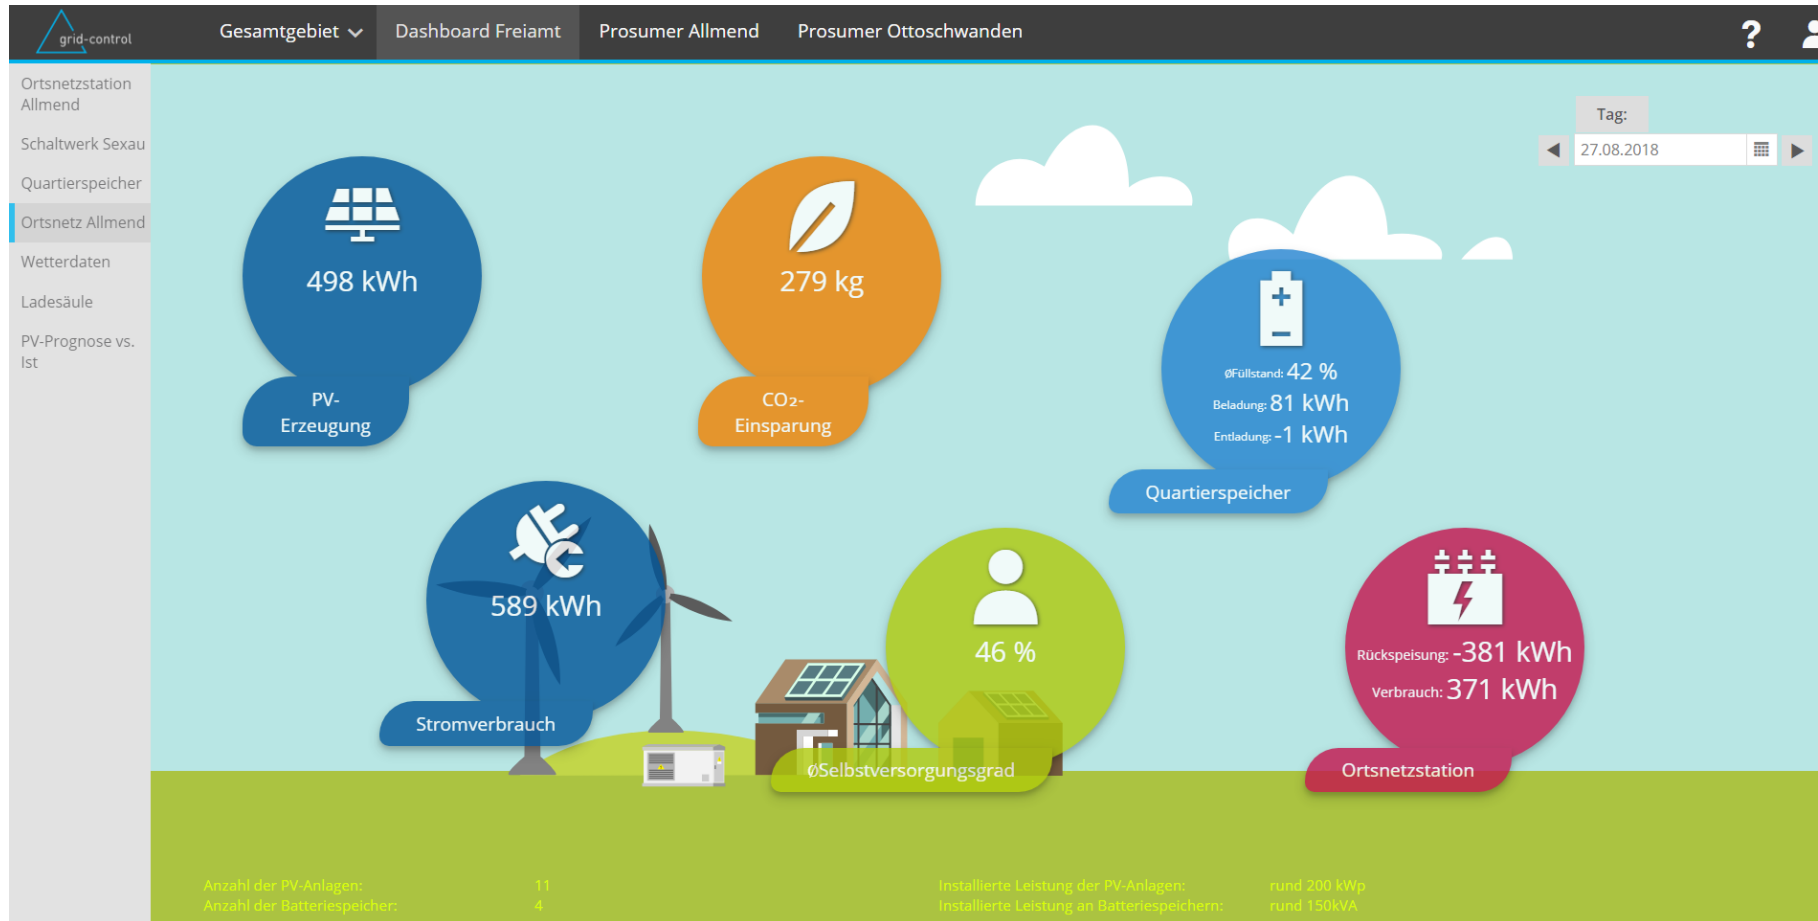 grid-control
Gesamtgebiet
Dashboard Freiamt
Prosumer Allmend
Prosumer Ottoschwanden
?
Ortsnetzstation
Allmend
Schaltwerk Sexau
Quartierspeicher
Ortsnetz Allmend
Wetterdaten
Ladesäule
PV-Prognose vs.
Ist
Tag:
27.08.2018
498 kWh
PV-
Erzeugung
279 kg
CO₂-
Einsparung
øFüllstand: 42 %
Beladung: 81 kWh
Entladung: -1 kWh
Quartierspeicher
589 kWh
Stromverbrauch
46 %
øSelbstversorgungsgrad
Rückspeisung: -381 kWh
Verbrauch: 371 kWh
Ortsnetzstation
Anzahl der PV-Anlagen: 11
Anzahl der Batteriespeicher: 4
Installierte Leistung der PV-Anlagen: rund 200 kWp
Installierte Leistung an Batteriespeichern: rund 150kVA